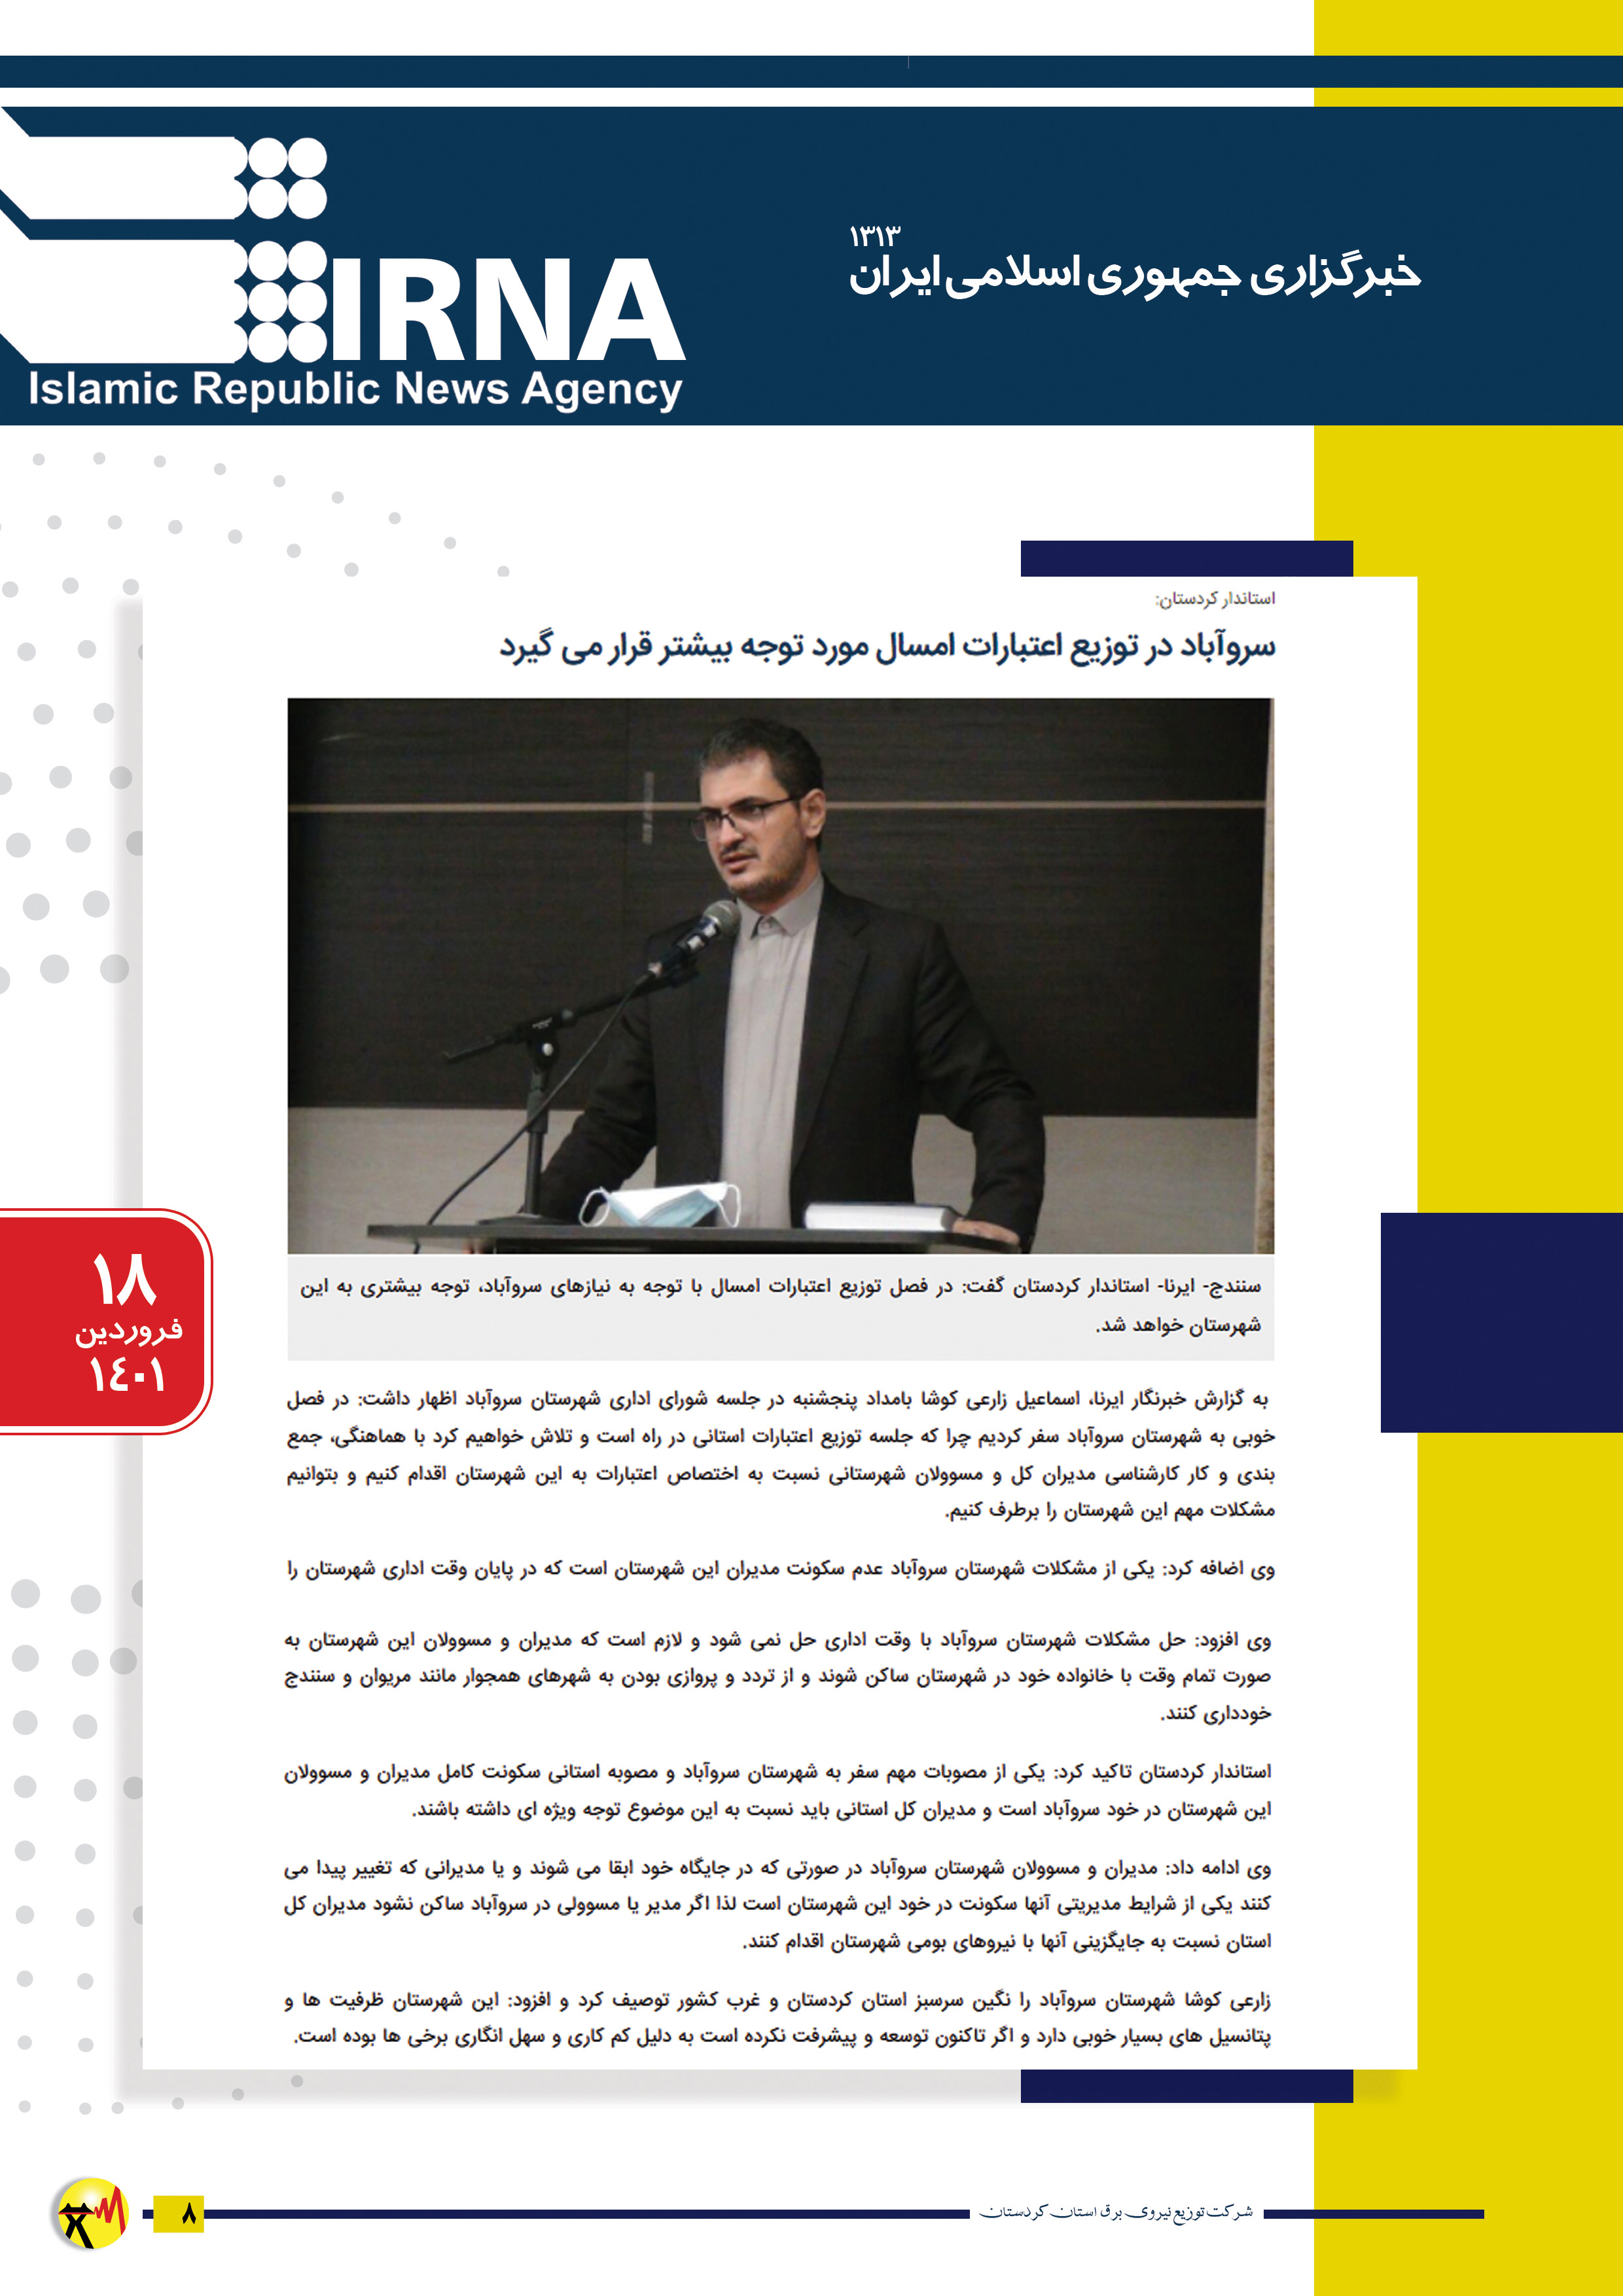 ۱۳۱۳
خبرگزاری جمهوری اسلامی ایران
IRNA
Islamic Republic News Agency
استاندار کردستان:
سروآباد در توزیع اعتبارات امسال مورد توجه بیشتر قرار می گیرد
سنندج- ایرنا- استاندار کردستان گفت: در فصل توزیع اعتبارات امسال با توجه به نیازهای سروآباد، توجه بیشتری به این
شهرستان خواهد شد.
به گزارش خبرنگار ایرنا، اسماعیل زارعی کوشا بامداد پنجشنبه در جلسه شورای اداری شهرستان سروآباد اظهار داشت: در فصل
خوبی به شهرستان سروآباد سفر کردیم چرا که جلسه توزیع اعتبارات استانی در راه است و تلاش خواهیم کرد با هماهنگی، جمع
بندی و کار کارشناسی مدیران کل و مسوولان شهرستانی نسبت به اختصاص اعتبارات به این شهرستان اقدام کنیم و بتوانیم
مشکلات مهم این شهرستان را برطرف کنیم.
وی اضافه کرد: یکی از مشکلات شهرستان سروآباد عدم سکونت مدیران این شهرستان است که در پایان وقت اداری شهرستان را
وی افزود: حل مشکلات شهرستان سروآباد با وقت اداری حل نمی شود و لازم است که مدیران و مسوولان این شهرستان به
صورت تمام وقت با خانواده خود در شهرستان ساکن شوند و از تردد و پروازی بودن به شهرهای همجوار مانند مریوان و سنندج
خودداری کنند.
استاندار کردستان تاکید کرد: یکی از مصوبات مهم سفر به شهرستان سروآباد و مصوبه استانی سکونت کامل مدیران و مسوولان
این شهرستان در خود سروآباد است و مدیران کل استانی باید نسبت به این موضوع توجه ویژه ای داشته باشند.
وی ادامه داد: مدیران و مسوولان شهرستان سروآباد در صورتی که در جایگاه خود ابقا می شوند و یا مدیرانی که تغییر پیدا می
کنند یکی از شرایط مدیریتی آنها سکونت در خود این شهرستان است لذا اگر مدیر یا مسوولی در سروآباد ساکن نشود مدیران کل
استان نسبت به جایگزینی آنها با نیروهای بومی شهرستان اقدام کنند.
زارعی کوشا شهرستان سروآباد را نگین سرسبز استان کردستان و غرب کشور توصیف کرد و افزود: این شهرستان ظرفیت ها و
پتانسیل های بسیار خوبی دارد و اگر تاکنون توسعه و پیشرفت نکرده است به دلیل کم کاری و سهل انگاری برخی ها بوده است.
۱۸
فروردین
۱٤۰۱
شرکت توزیع نیروی برق استان کردستان
۸